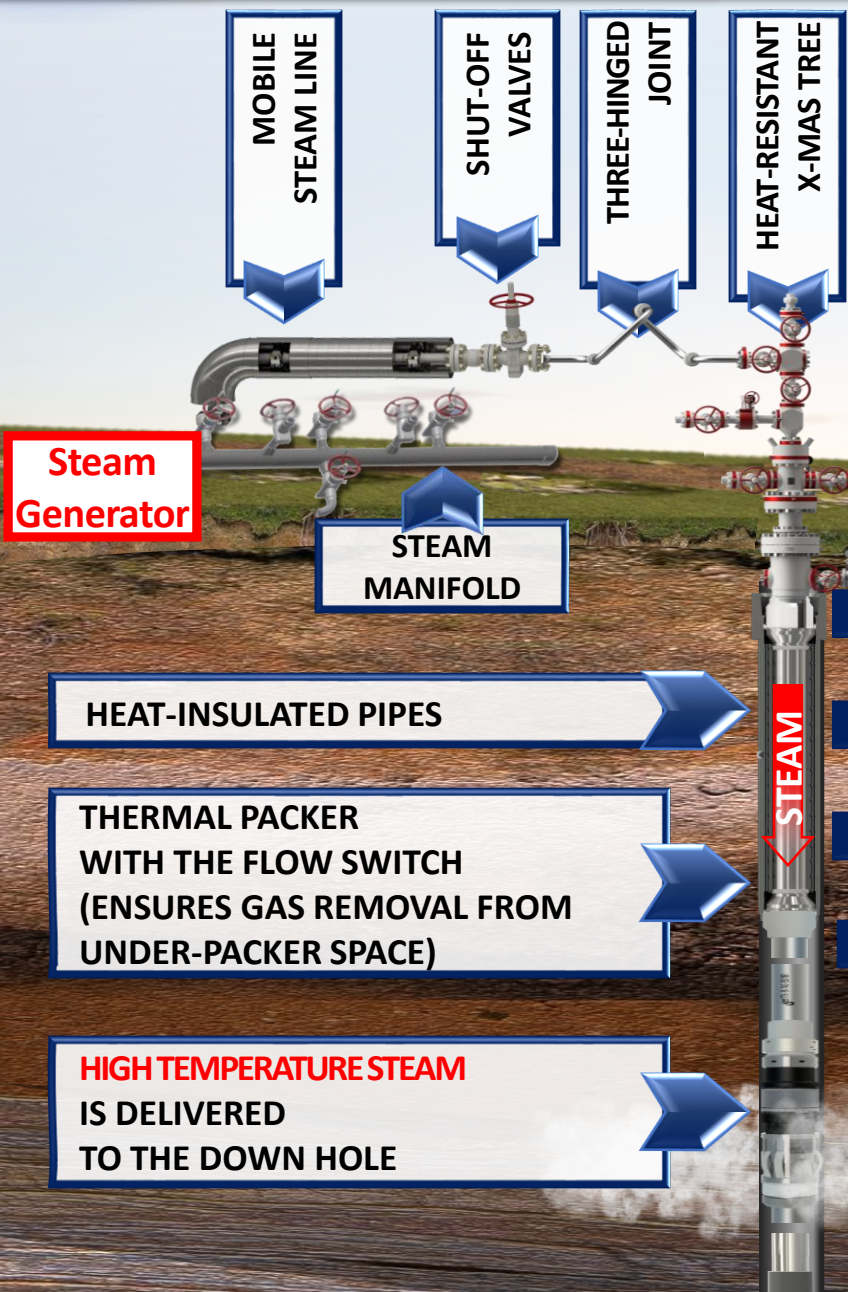 MOBILE
STEAM LINE
SHUT-OFF
VALVES
THREE-HINGED
JOINT
HEAT-RESISTANT
X-MAS TREE
Steam
Generator
STEAM
MANIFOLD
HEAT-INSULATED PIPES
STEAM
THERMAL PACKER
WITH THE FLOW SWITCH
(ENSURES GAS REMOVAL FROM
UNDER-PACKER SPACE)
HIGH TEMPERATURE STEAM
IS DELIVERED
TO THE DOWN HOLE